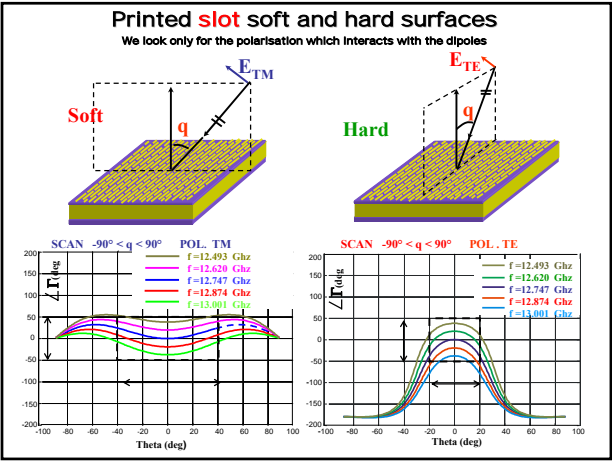 Printed slot soft and hard surfaces
We look only for the polarisation which interacts with the dipoles
E TM
Soft
q
E TE
Hard
q
SCAN -90° < q < 90° POL. TM
f =12.493 Ghz
f =12.620 Ghz
f =12.747 Ghz
f =12.874 Ghz
f =13.001 Ghz
∠Γ(deg
200
150
100
50
0
-50
-100
-150
-200
-100 -80 -60 -40 -20 0 20 40 60 80 100
Theta (deg)
SCAN -90° < q < 90° POL . TE
f =12.493 Ghz
f =12.620 Ghz
f =12.747 Ghz
f =12.874 Ghz
f =13.001 Ghz
∠Γ(deg
200
150
100
50
0
-50
-100
-150
-200
-100 -80 -60 -40 -20 0 20 40 60 80 100
Theta (deg)